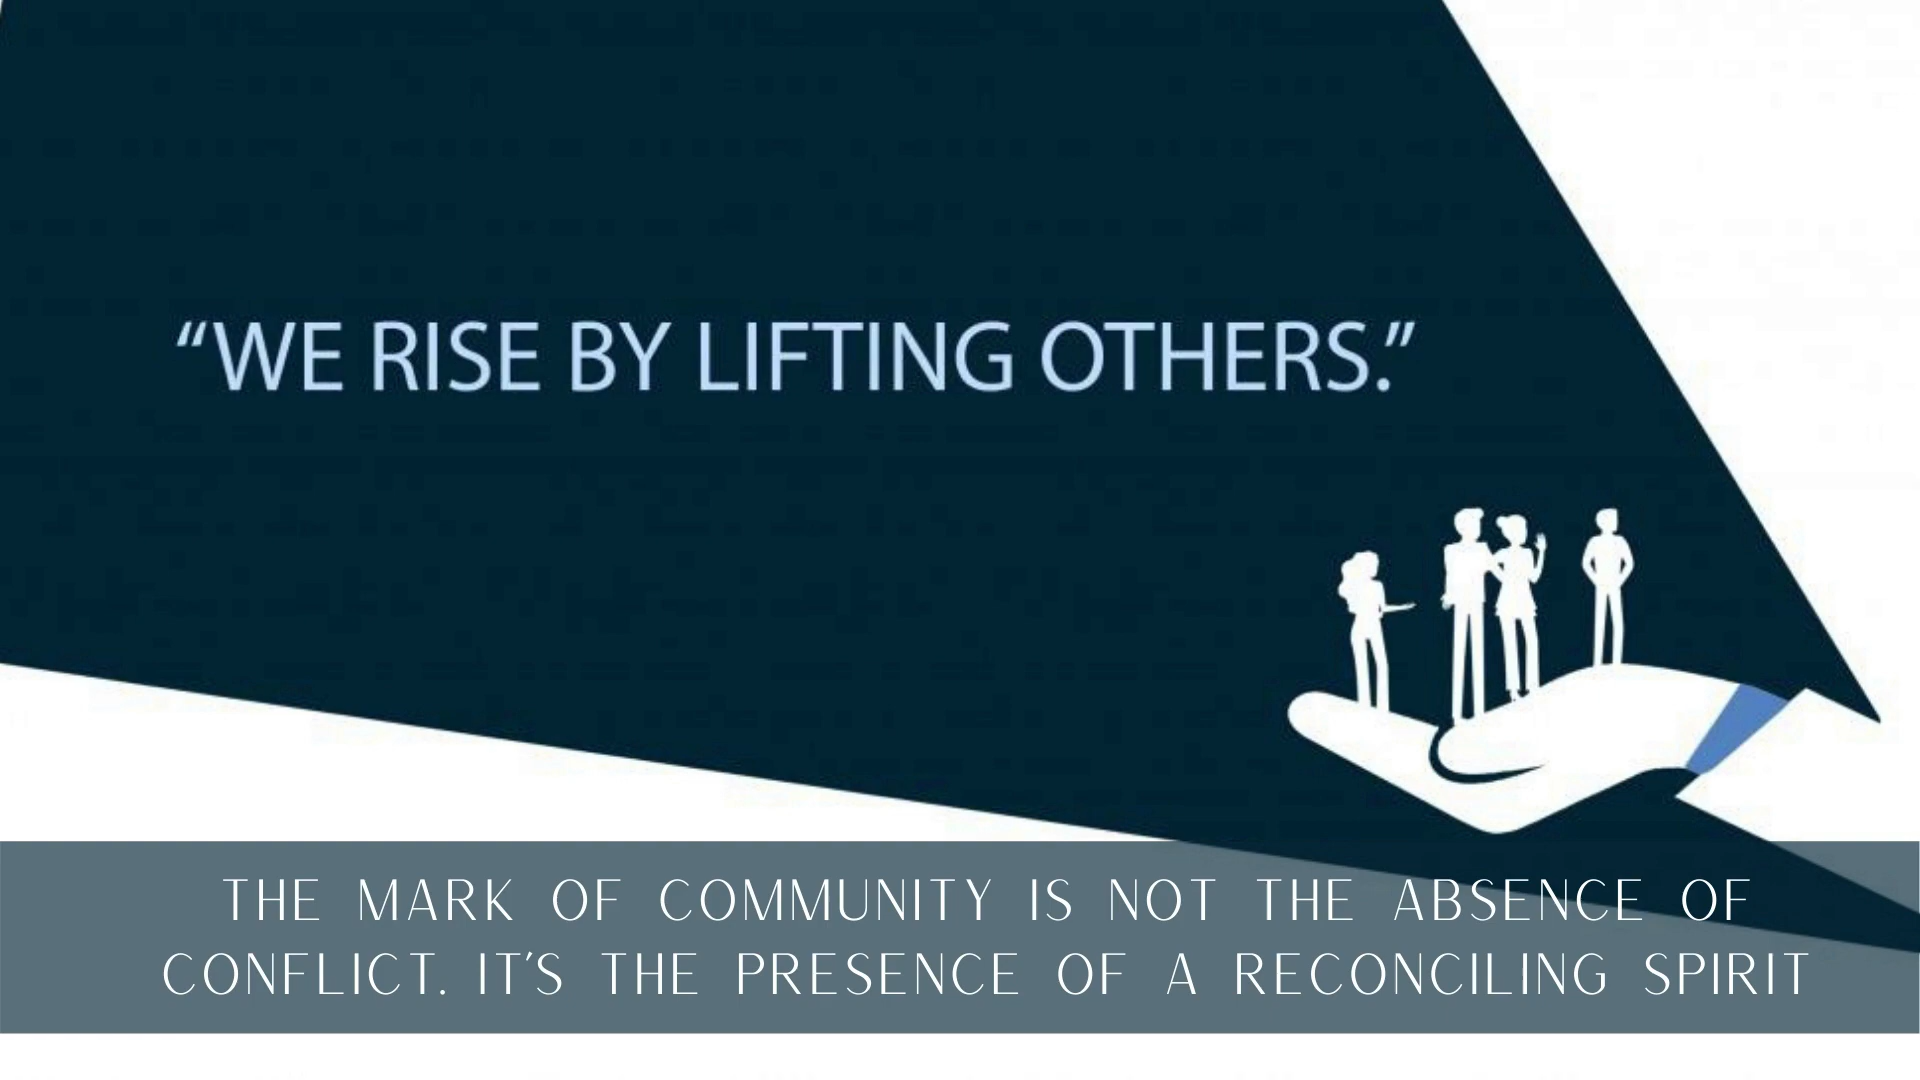 “WE RISE BY LIFTING OTHERS.”
THE MARK OF COMMUNITY IS NOT THE ABSENCE OF
CONFLICT. IT'S THE PRESENCE OF A RECONCILING SPIRIT